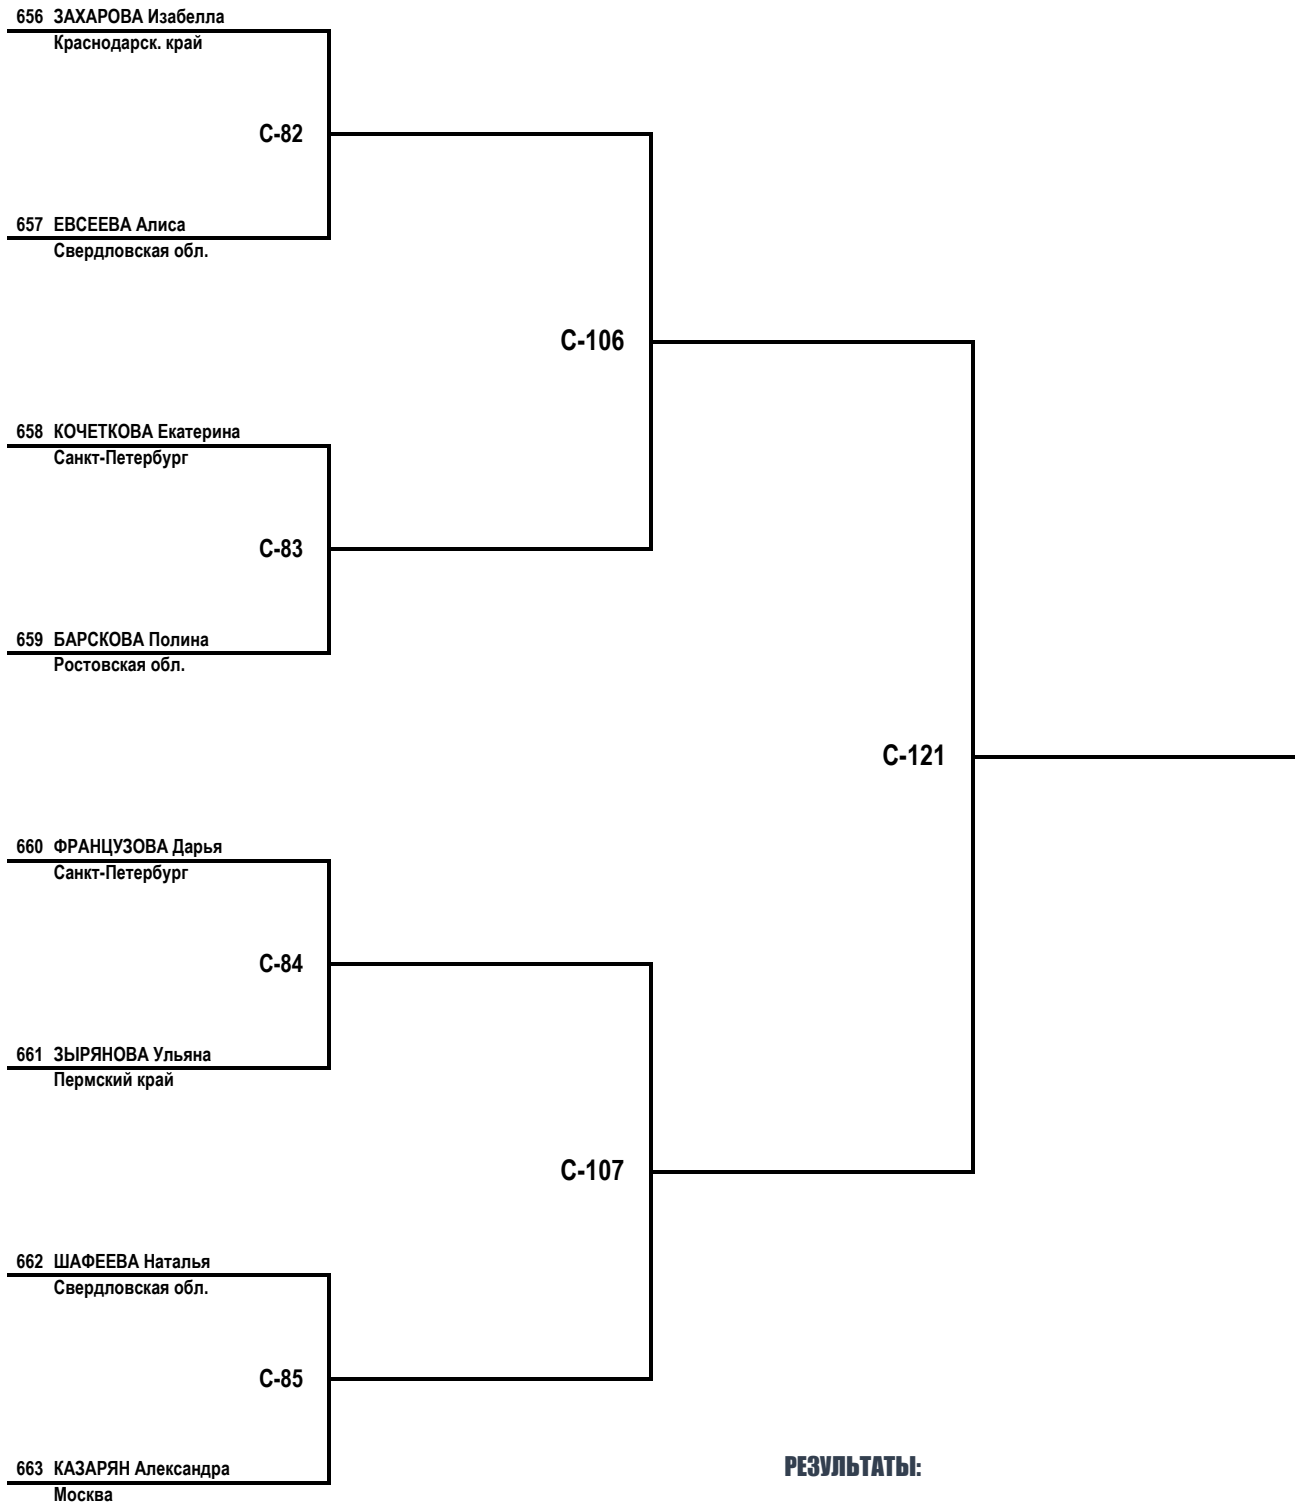 656 ЗАХАРОВА Изабелла
Краснодарск. край
С-82
657 ЕВСЕЕВА Алиса
Свердловская обл.
С-106
658 КОЧЕТКОВА Екатерина
Санкт-Петербург
С-83
659 БАРСКОВА Полина
Ростовская обл.
С-121
660 ФРАНЦУЗОВА Дарья
Санкт-Петербург
С-84
661 ЗЫРЯНОВА Ульяна
Пермский край
С-107
662 ШАФЕЕВА Наталья
Свердловская обл.
С-85
663 КАЗАРЯН Александра
Москва
РЕЗУЛЬТАТЫ: